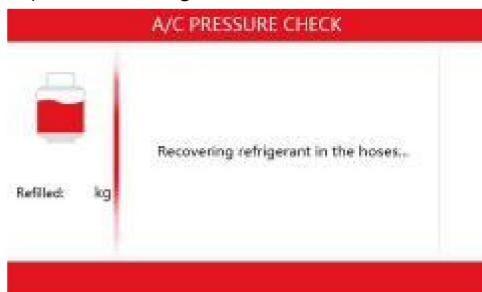 A/C PRESSURE CHECK
Recovering refrigerant in the hoses...
Refilled: kg